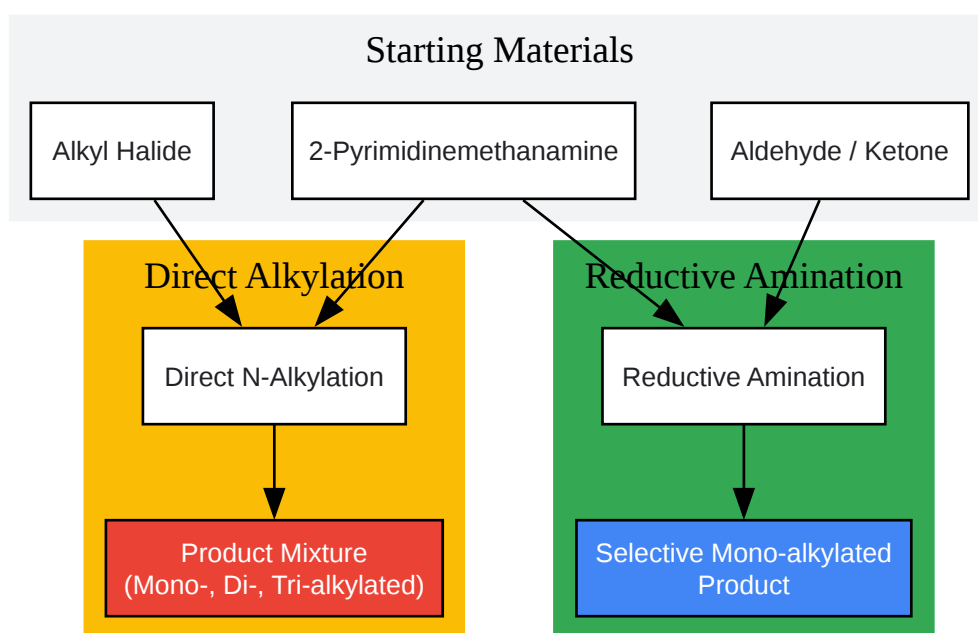 Starting Materials
Alkyl Halide
2-Pyrimidinemethanamine
Aldehyde / Ketone
Direct Alkylation
Reductive Amination
Direct N-Alkylation
Reductive Amination
Product Mixture
(Mono-, Di-, Tri-alkylated)
Selective Mono-alkylated
Product